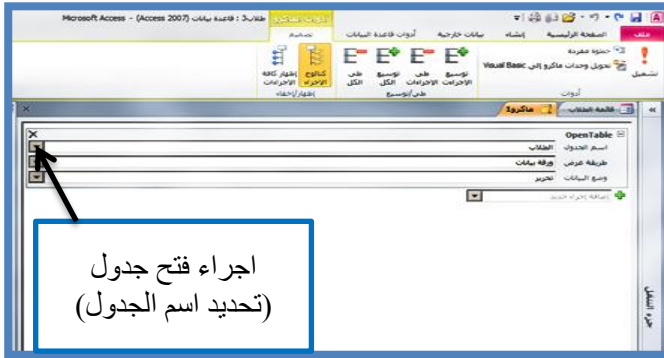 طلاب3 : قاعدة بيانات (Access 2007) - Microsoft Access
أدوات ماكرو
ملف
الصفحة الرئيسية
إنشاء
بيانات خارجية
أدوات قاعدة البيانات
تصميم
تشغيل
خطوة مفردة
تحويل وحدات ماكرو إلى Visual Basic
أدوات
توسيع الإجراءات
طي الإجراءات
توسيع الكل
طي الكل
طي/توسيع
كتالوج الإجراء
إظهار كافة الإجراءات
إظهار/إخفاء
قائمة الطلاب
ماكرو1
OpenTable
اسم الجدول الطلاب
طريقة عرض ورقة بيانات
وضع البيانات تحرير
إضافة إجراء جديد
جزء التنقل
اجراء فتح جدول
(تحديد اسم الجدول)